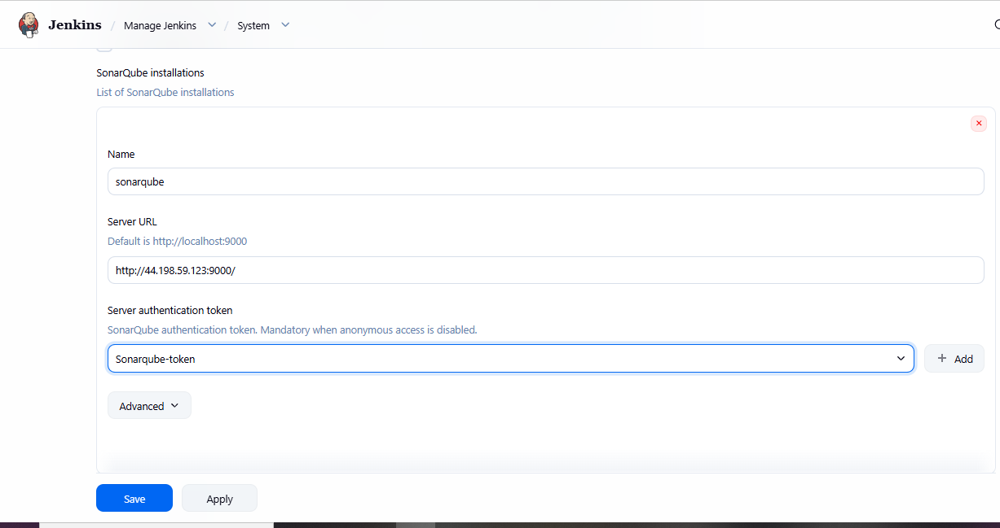 Jenkins / Manage Jenkins / System
SonarQube installations
List of SonarQube installations
Name
sonarqube
Server URL
Default is http://localhost:9000
http://44.198.59.123:9000/
Server authentication token
SonarQube authentication token. Mandatory when anonymous access is disabled.
Sonarqube-token
+ Add
Advanced
Save
Apply